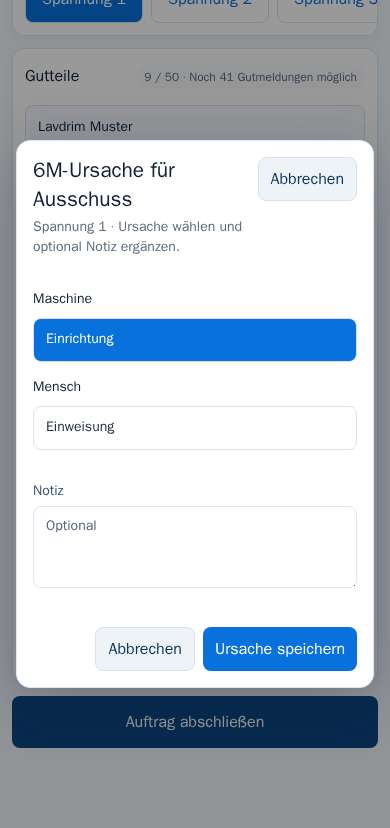 Spannung 1
Spannung 2
Spannung
Gutteile
9 / 50 · Noch 41 Gutmeldungen möglich
Lavdrim Muster
6M-Ursache für
Ausschuss
Abbrechen
Spannung 1 · Ursache wählen und
optional Notiz ergänzen.
Maschine
Einrichtung
Mensch
Einweisung
Notiz
Optional
Abbrechen
Ursache speichern
Auftrag abschließen